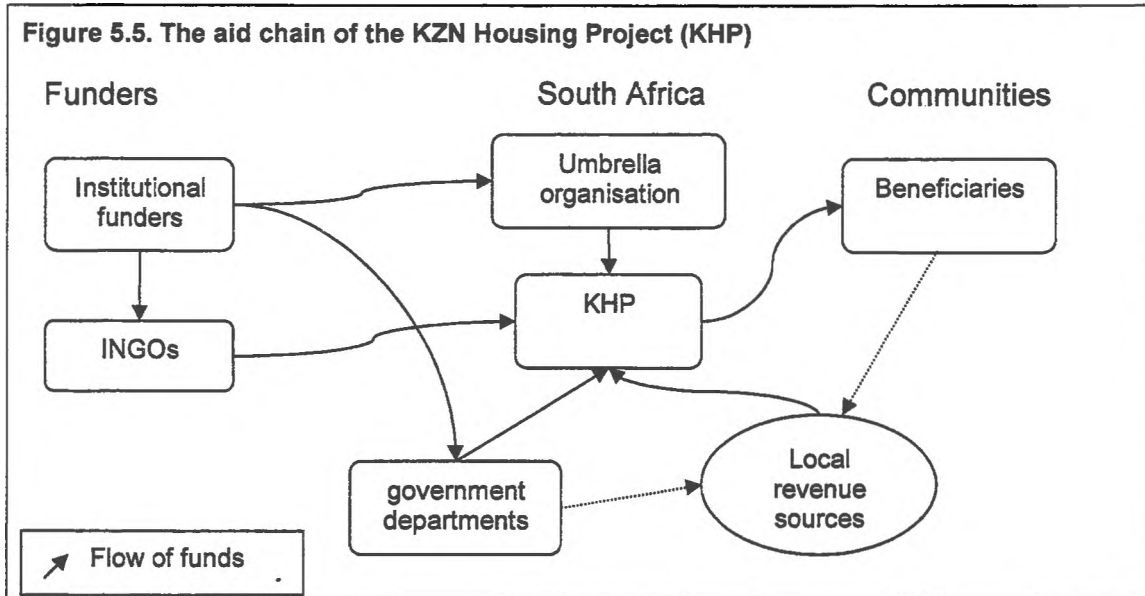 Figure 5.5. The aid chain of the KZN Housing Project (KHP)
Funders
South Africa
Communities
Institutional
funders
Umbrella
organisation
Beneficiaries
KHP
INGOs
government
departments
Local
revenue
sources
Flow of funds